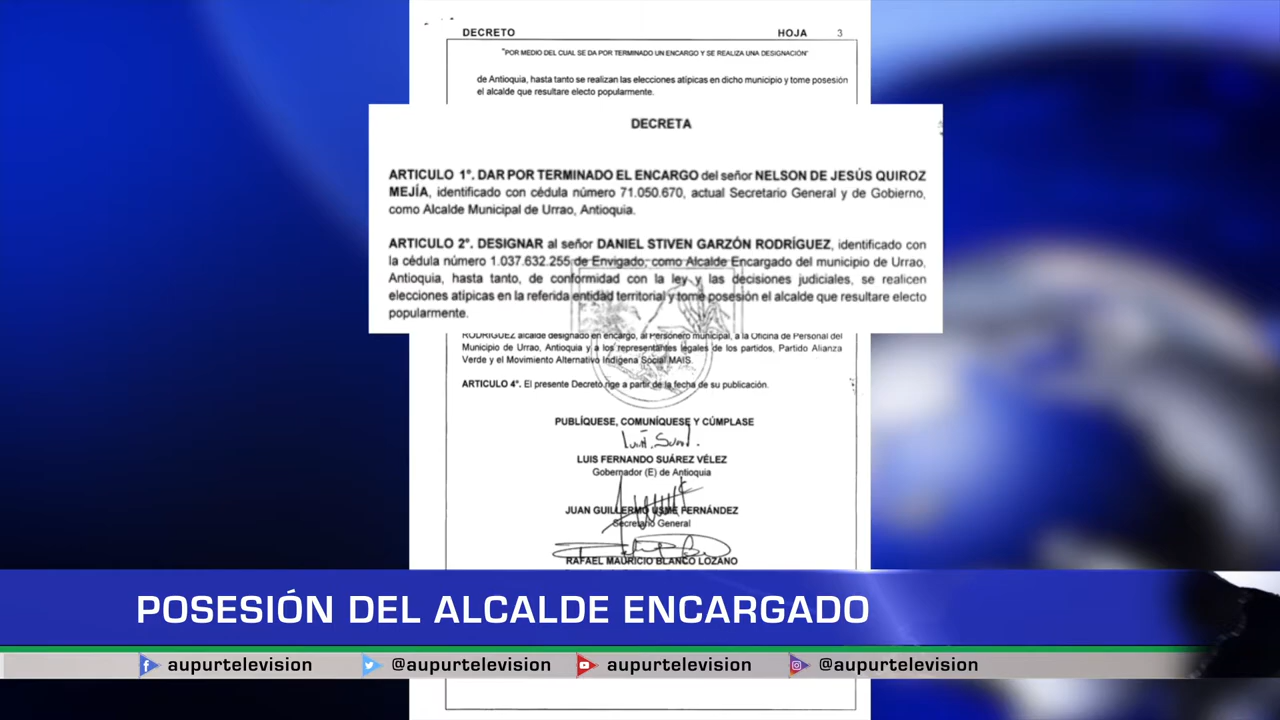 DECRETO HOJA 3
"POR MEDIO DEL CUAL SE DA POR TERMINADO UN ENCARGO Y SE REALIZA UNA DESIGNACIÓN"
de Antioquia, hasta tanto se realizan las elecciones atípicas en dicho municipio y tome posesión
el alcalde que resultare electo popularmente.
DECRETA
ARTICULO 1°. DAR POR TERMINADO EL ENCARGO del señor NELSON DE JESÚS QUIROZ
MEJÍA, identificado con cédula número 71.050.670, actual Secretario General y de Gobierno,
como Alcalde Municipal de Urrao, Antioquia.
ARTICULO 2°. DESIGNAR al señor DANIEL STIVEN GARZÓN RODRÍGUEZ, identificado con
la cédula número 1.037.632.255 de Envigado, como Alcalde Encargado del municipio de Urrao,
Antioquia, hasta tanto, de conformidad con la ley y las decisiones judiciales, se realicen
elecciones atípicas en la referida entidad territorial y tome posesión el alcalde que resultare electo
popularmente.
RODRÍGUEZ alcalde designado en encargo, al Personero municipal, a la Oficina de Personal del
Municipio de Urrao, Antioquia y a los representantes legales de los partidos, Partido Alianza
Verde y el Movimiento Alternativo Indígena Social MAIS.
ARTICULO 4°. El presente Decreto rige a partir de la fecha de su publicación.
PUBLÍQUESE, COMUNÍQUESE Y CÚMPLASE
LUIS FERNANDO SUÁREZ VÉLEZ
Gobernador (E) de Antioquia
JUAN GUILLERMO USME FERNÁNDEZ
Secretario General
RAFAEL MAURICIO BLANCO LOZANO
POSESIÓN DEL ALCALDE ENCARGADO
aupurtelevision @aupurtelevision aupurtelevision @aupurtelevision